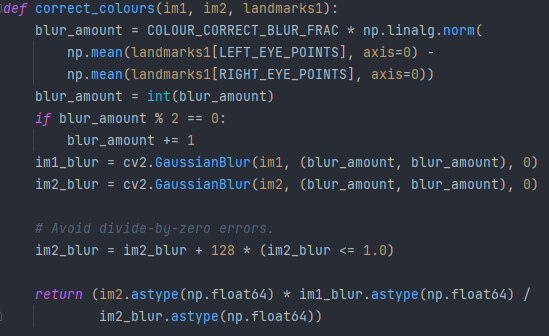 def correct_colours(im1, im2, landmarks1):
    blur_amount = COLOUR_CORRECT_BLUR_FRAC * np.linalg.norm(
        np.mean(landmarks1[LEFT_EYE_POINTS], axis=0) -
        np.mean(landmarks1[RIGHT_EYE_POINTS], axis=0))
    blur_amount = int(blur_amount)
    if blur_amount % 2 == 0:
        blur_amount += 1
    im1_blur = cv2.GaussianBlur(im1, (blur_amount, blur_amount), 0)
    im2_blur = cv2.GaussianBlur(im2, (blur_amount, blur_amount), 0)

    # Avoid divide-by-zero errors.
    im2_blur = im2_blur + 128 * (im2_blur <= 1.0)

    return (im2.astype(np.float64) * im1_blur.astype(np.float64) /
            im2_blur.astype(np.float64))